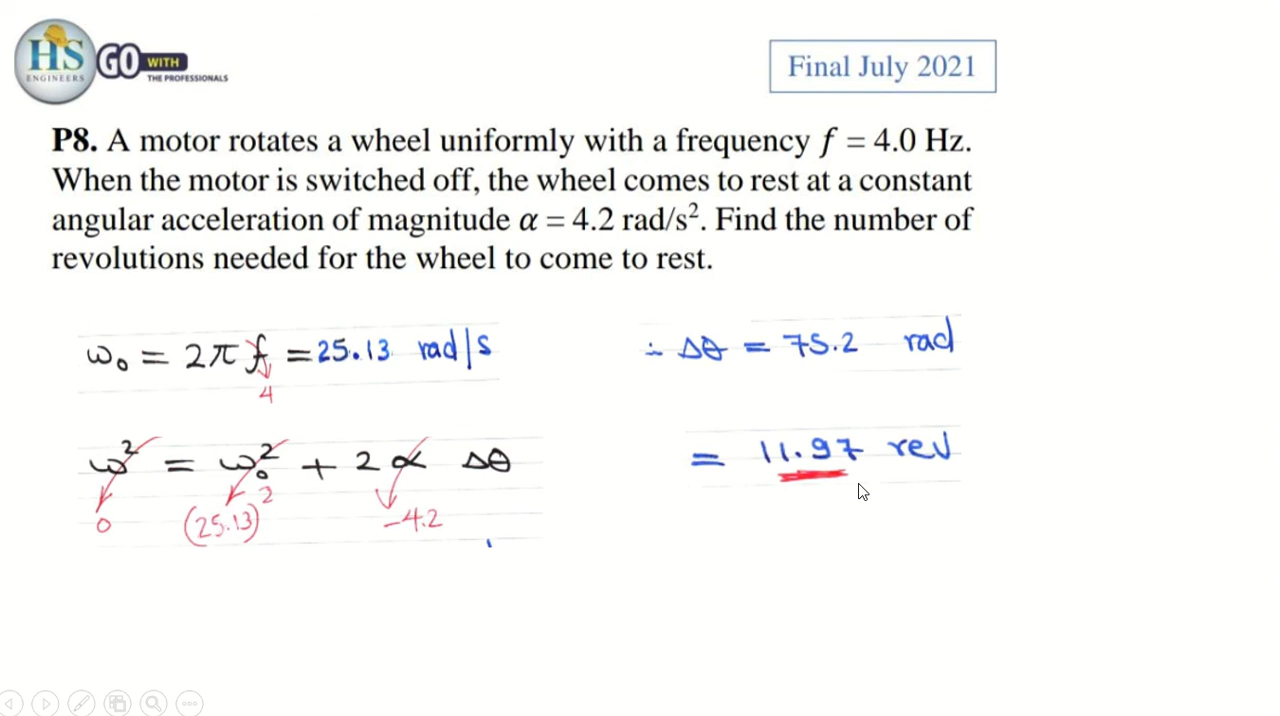 HS
ENGINEERS
GO WITH
THE PROFESSIONALS
Final July 2021
P8. A motor rotates a wheel uniformly with a frequency f = 4.0 Hz.
When the motor is switched off, the wheel comes to rest at a constant
angular acceleration of magnitude α = 4.2 rad/s². Find the number of
revolutions needed for the wheel to come to rest.
ω₀ = 2π f = 25.13 rad/s
4
ω² = ω₀² + 2 α Δθ
0 (25.13)² -4.2
∴ Δθ = 75.2 rad
= 11.97 rev